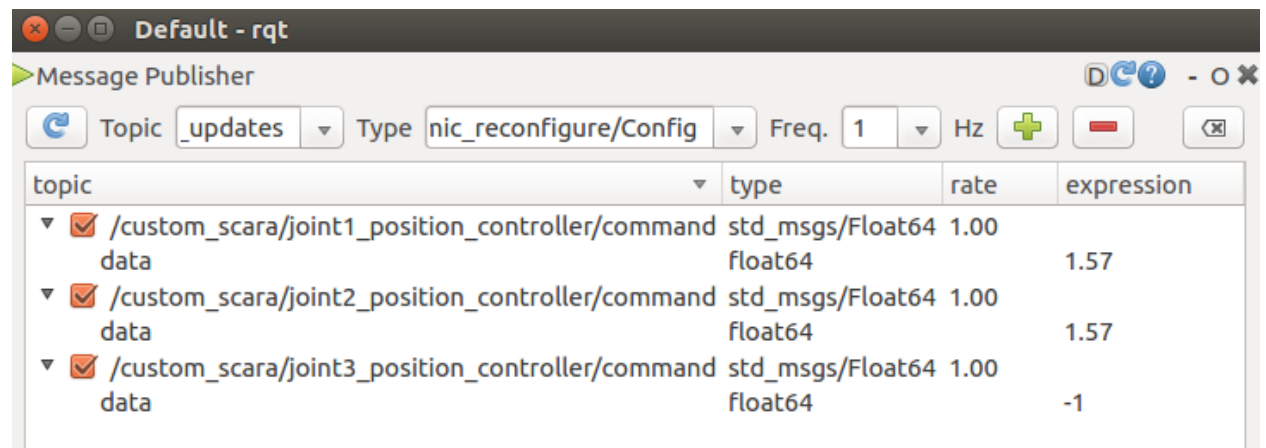 Default - rqt
Message Publisher D ? - O
Topic _updates Type nic_reconfigure/Config Freq. 1 Hz
topic type rate expression
/custom_scara/joint1_position_controller/command std_msgs/Float64 1.00
data float64 1.57
/custom_scara/joint2_position_controller/command std_msgs/Float64 1.00
data float64 1.57
/custom_scara/joint3_position_controller/command std_msgs/Float64 1.00
data float64 -1